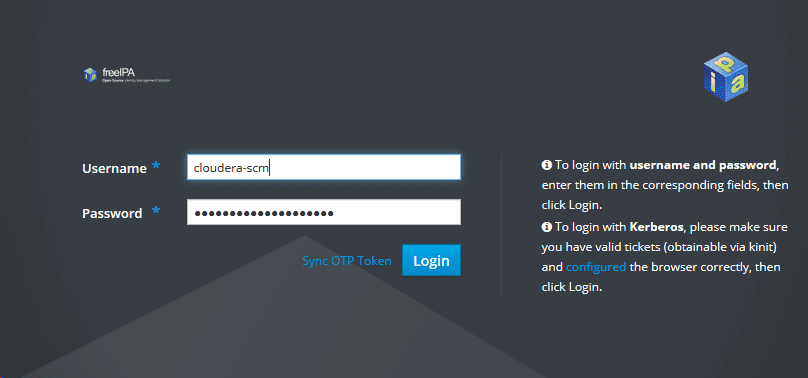 freeIPA
Open Source Identity Management Solution
Username *
cloudera-scm
Password *
••••••••••••••••••••
Sync OTP Token
Login
To login with username and password,
enter them in the corresponding fields, then
click Login.
To login with Kerberos, please make sure
you have valid tickets (obtainable via kinit)
and configured the browser correctly, then
click Login.